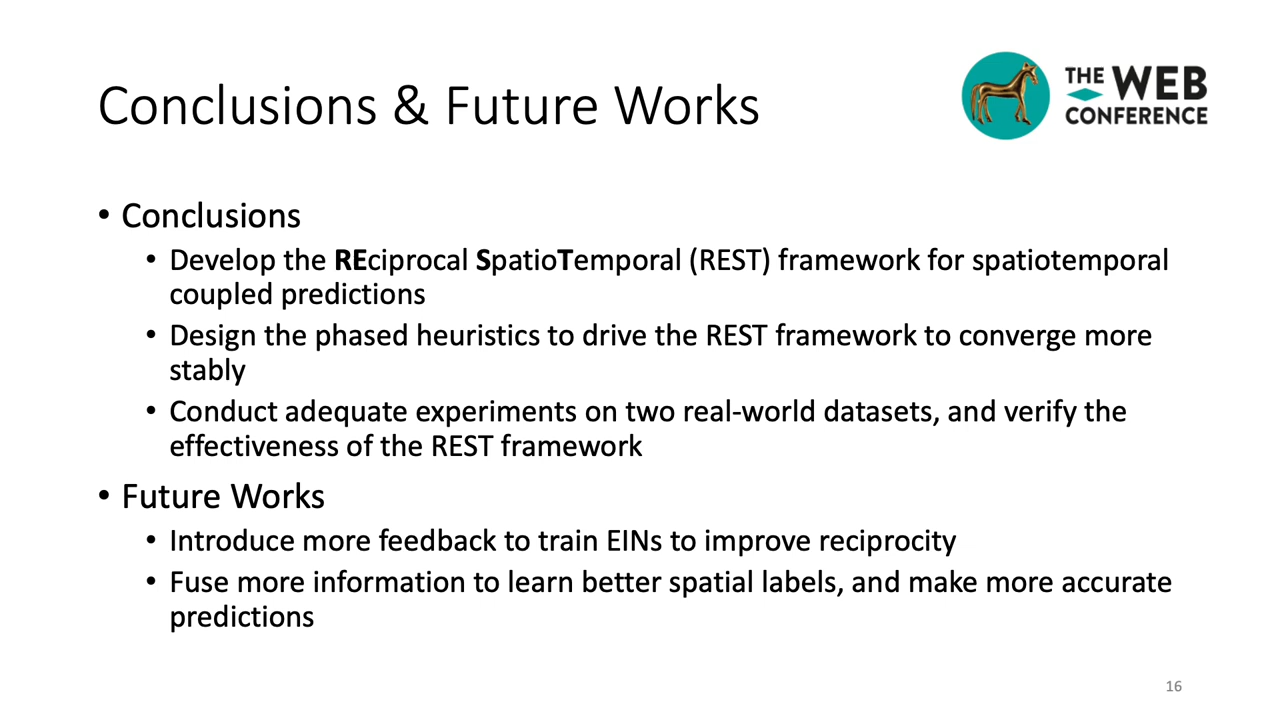 Conclusions & Future Works
THE WEB
CONFERENCE
• Conclusions
• Develop the REciprocal SpatioTemporal (REST) framework for spatiotemporal
coupled predictions
• Design the phased heuristics to drive the REST framework to converge more
stably
• Conduct adequate experiments on two real-world datasets, and verify the
effectiveness of the REST framework
• Future Works
• Introduce more feedback to train EINs to improve reciprocity
• Fuse more information to learn better spatial labels, and make more accurate
predictions
16